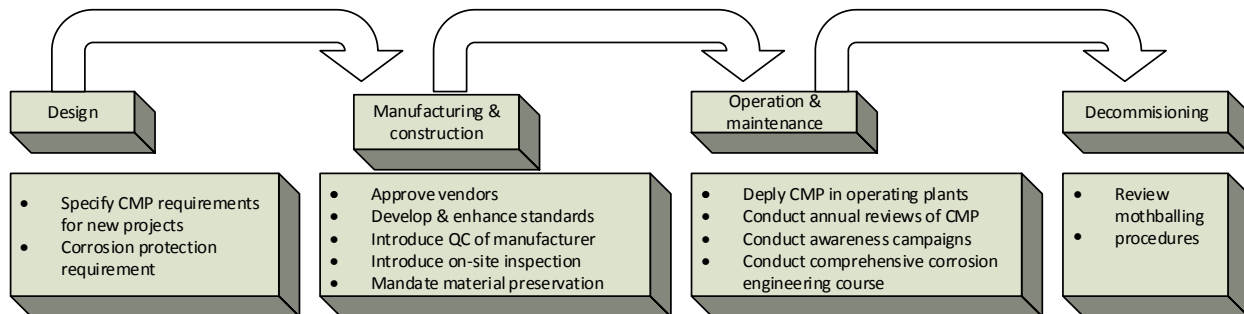 Design
Manufacturing &
construction
Operation &
maintenance
Decommisioning
• Specify CMP requirements
for new projects
• Corrosion protection
requirement
• Approve vendors
• Develop & enhance standards
• Introduce QC of manufacturer
• Introduce on-site inspection
• Mandate material preservation
• Deply CMP in operating plants
• Conduct annual reviews of CMP
• Conduct awareness campaigns
• Conduct comprehensive corrosion
engineering course
• Review
mothballing
• procedures